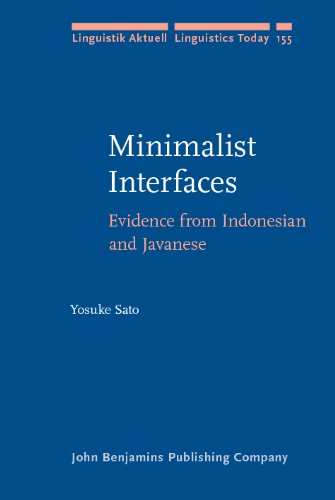 Linguistik Aktuell Linguistics Today 155
Minimalist
Interfaces
Evidence from Indonesian
and Javanese
Yosuke Sato
John Benjamins Publishing Company